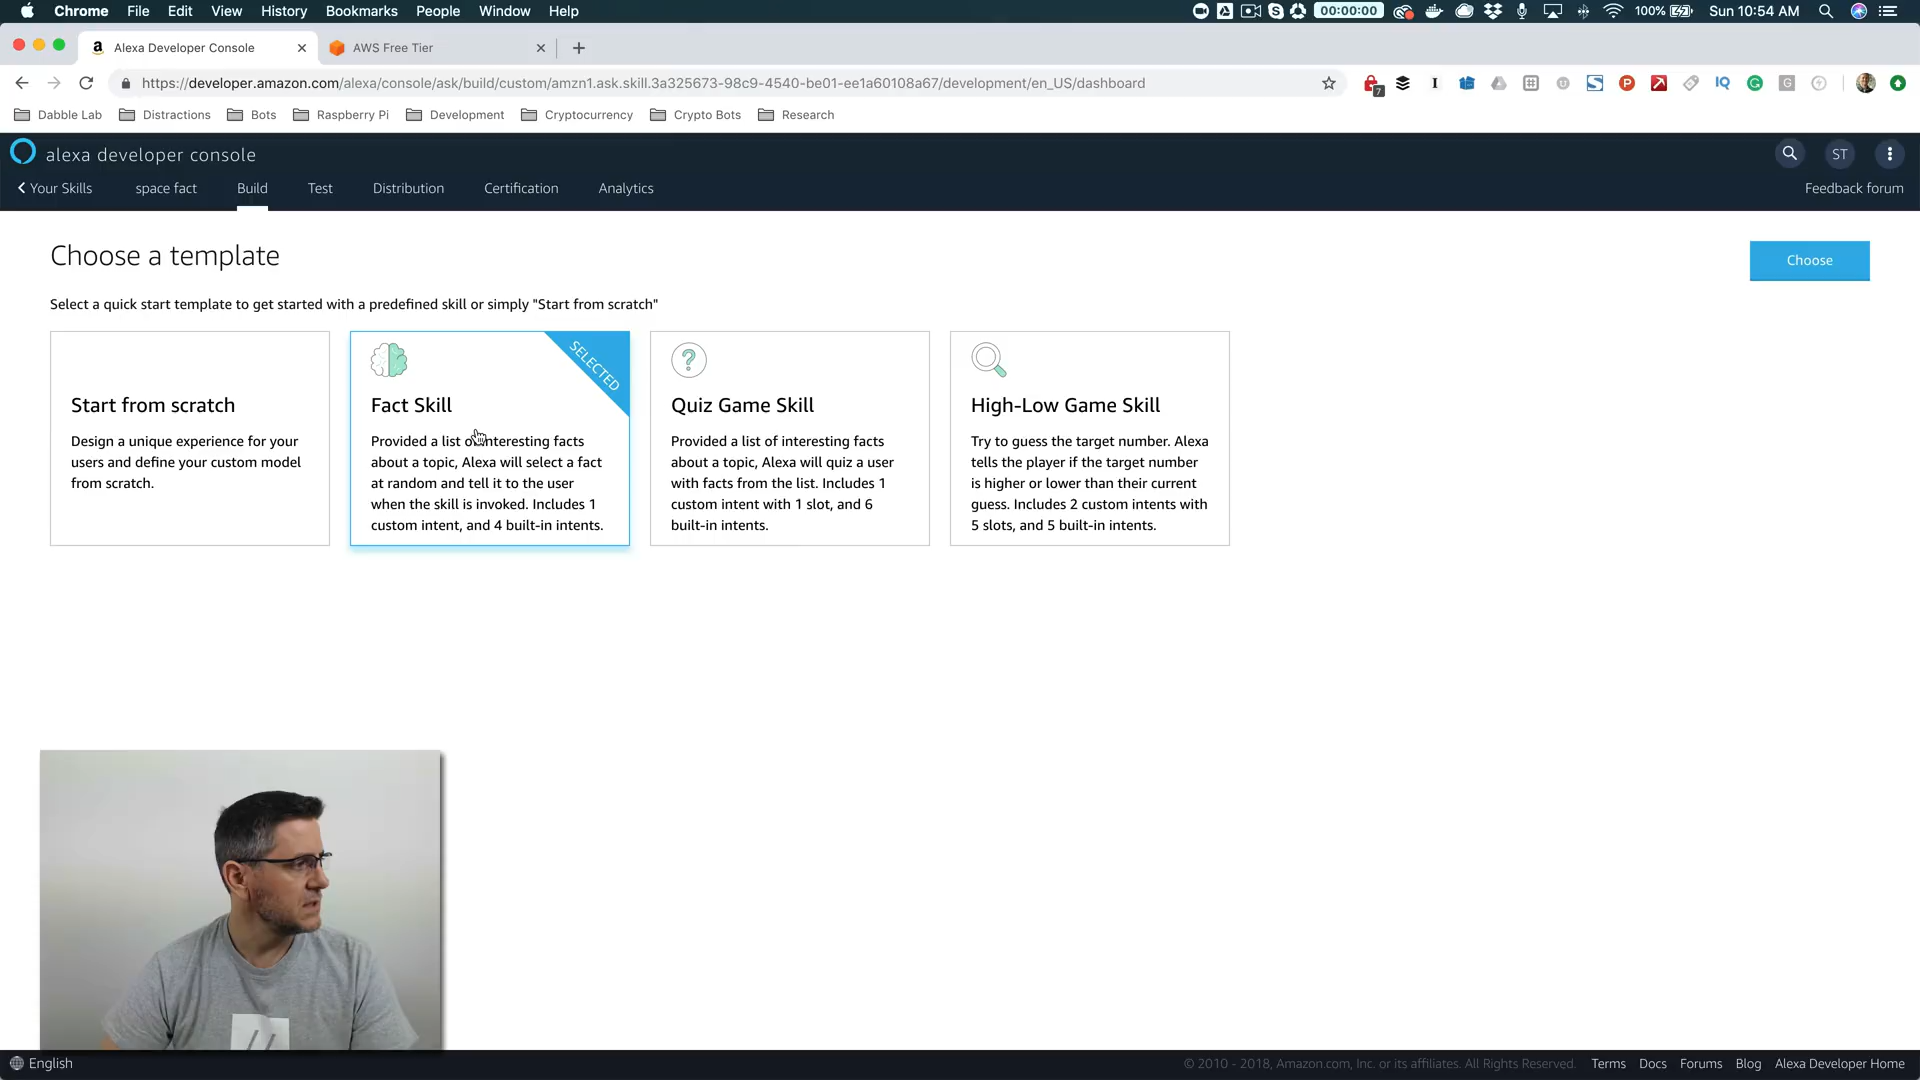 Chrome File Edit View History Bookmarks People Window Help 00:00:00 100% Sun 10:54 AM
Alexa Developer Console AWS Free Tier
https://developer.amazon.com/alexa/console/ask/build/custom/amzn1.ask.skill.3a325673-98c9-4540-be01-ee1a60108a67/development/en_US/dashboard
Dabble Lab Distractions Bots Raspberry Pi Development Cryptocurrency Crypto Bots Research
alexa developer console ST
Your Skills space fact Build Test Distribution Certification Analytics Feedback forum
Choose a template
Choose
Select a quick start template to get started with a predefined skill or simply "Start from scratch"
Start from scratch
Design a unique experience for your
users and define your custom model
from scratch.
SELECTED
Fact Skill
Provided a list of interesting facts
about a topic, Alexa will select a fact
at random and tell it to the user
when the skill is invoked. Includes 1
custom intent, and 4 built-in intents.
Quiz Game Skill
Provided a list of interesting facts
about a topic, Alexa will quiz a user
with facts from the list. Includes 1
custom intent with 1 slot, and 6
built-in intents.
High-Low Game Skill
Try to guess the target number. Alexa
tells the player if the target number
is higher or lower than their current
guess. Includes 2 custom intents with
5 slots, and 5 built-in intents.
English © 2010 - 2018, Amazon.com, Inc. or its affiliates. All Rights Reserved. Terms Docs Forums Blog Alexa Developer Home